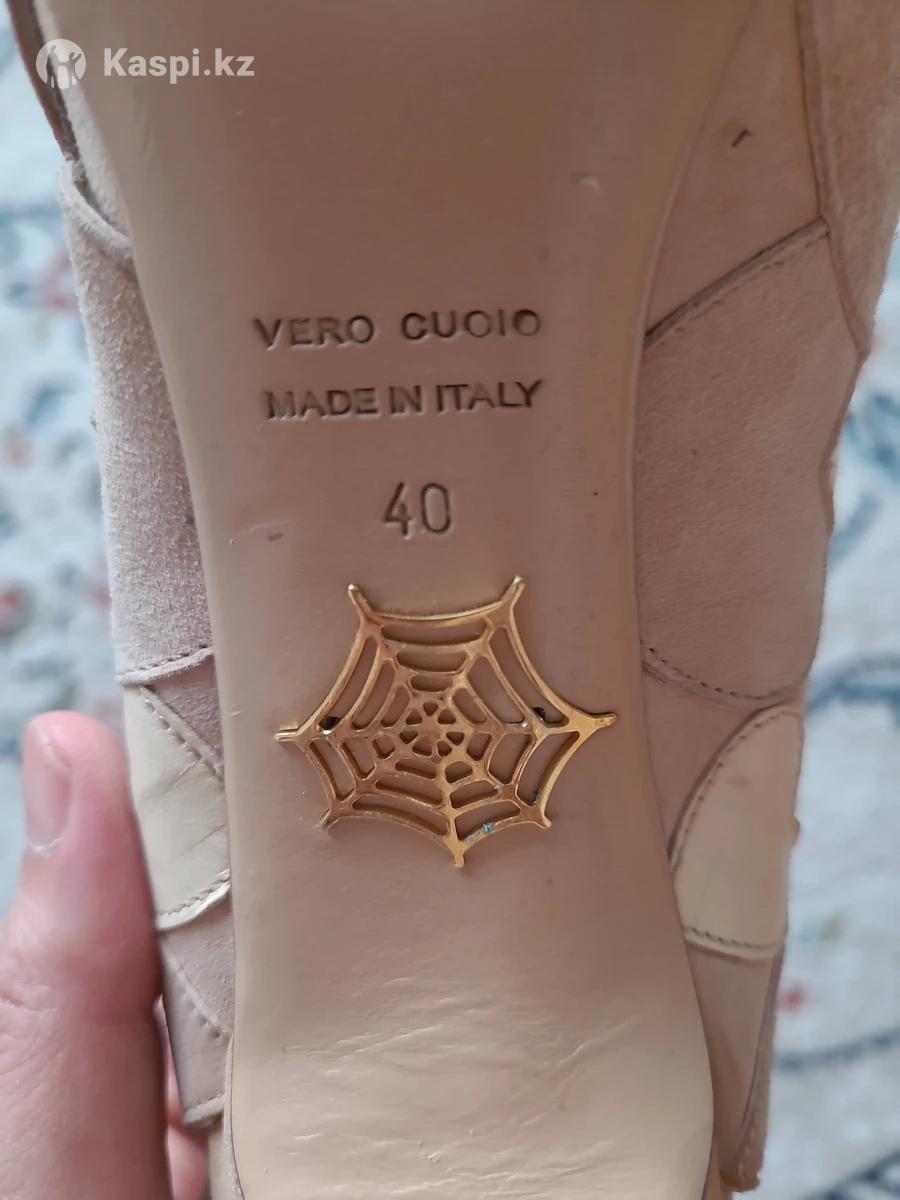 Kaspi.kz
VERO CUOIO
MADE IN ITALY
40